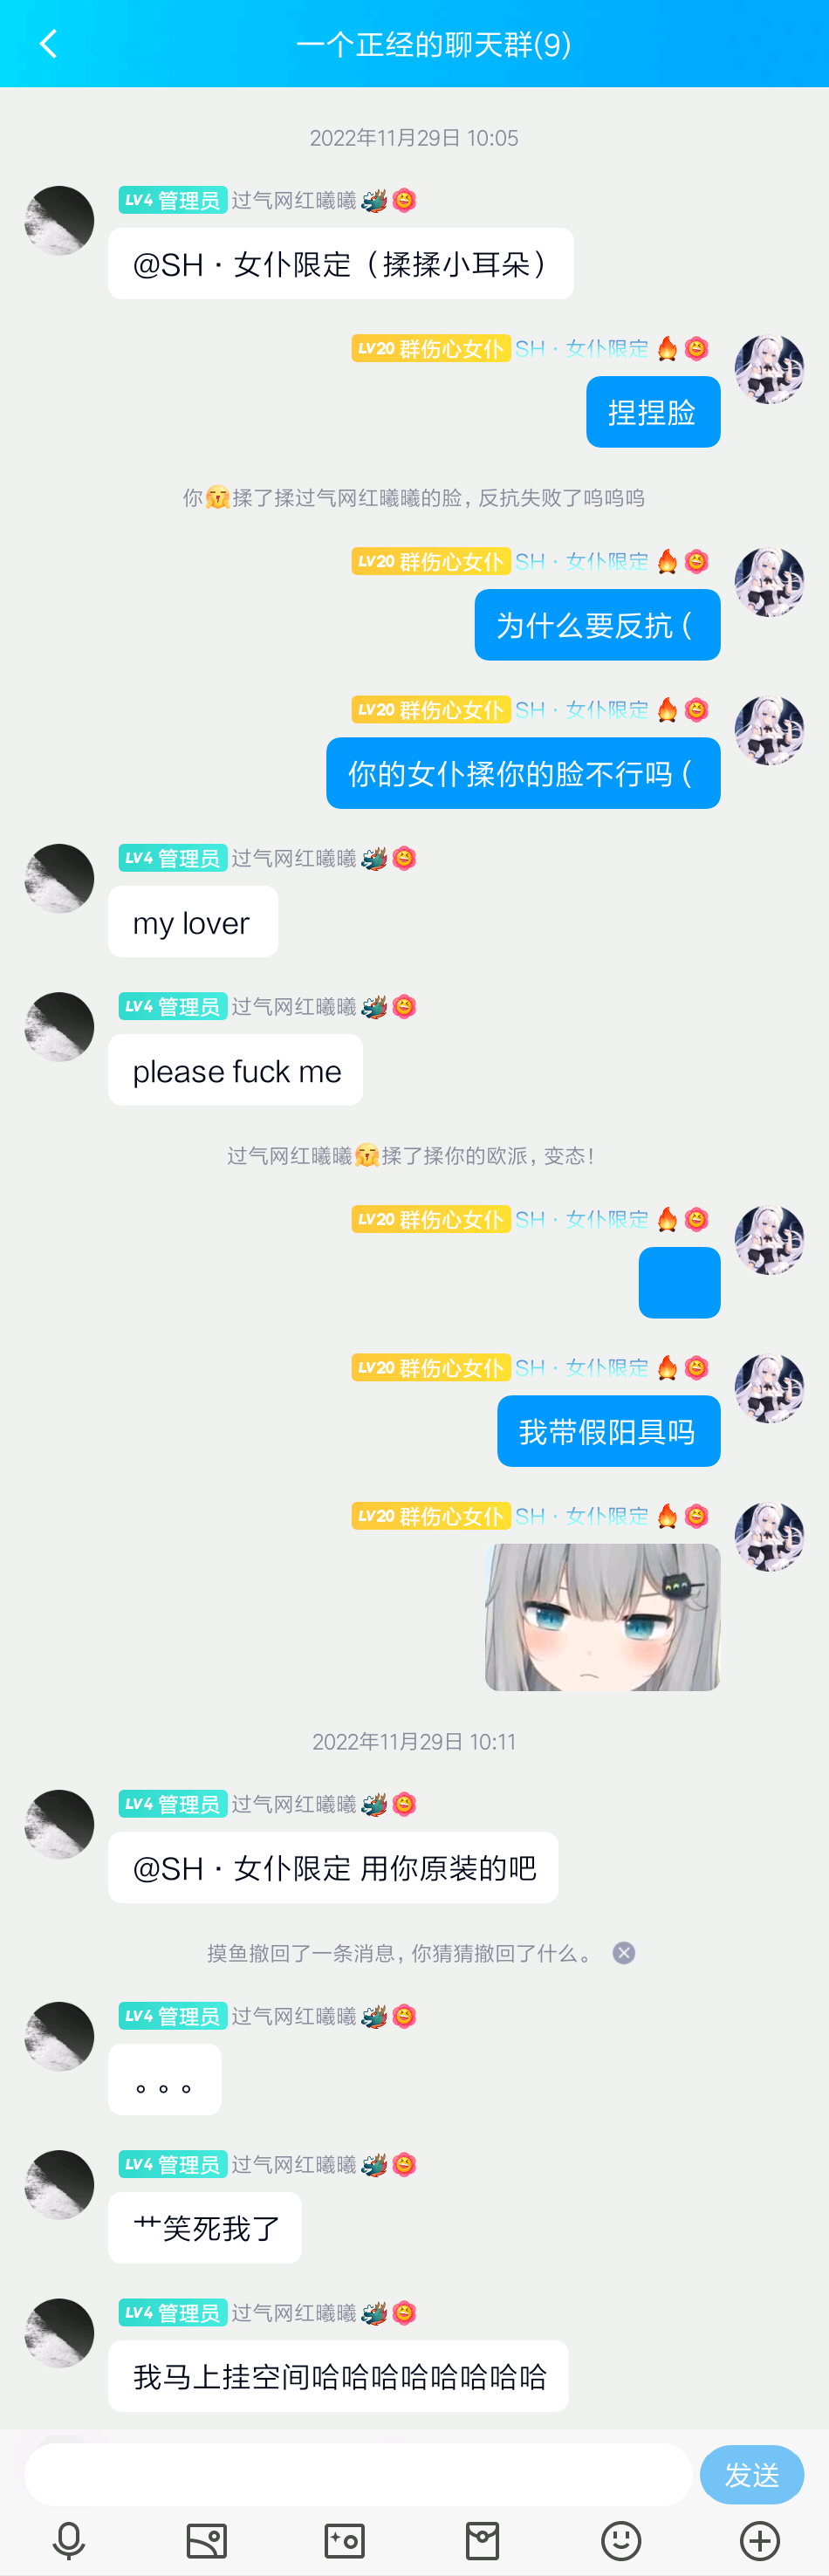 一个正经的聊天群(9)
2022年11月29日 10:05
LV4 管理员 过气网红曦曦
@SH · 女仆限定（揉揉小耳朵）
LV20 群伤心女仆 SH · 女仆限定
捏捏脸
你揉了揉过气网红曦曦的脸, 反抗失败了呜呜呜
LV20 群伤心女仆 SH · 女仆限定
为什么要反抗（
LV20 群伤心女仆 SH · 女仆限定
你的女仆揉你的脸不行吗（
LV4 管理员 过气网红曦曦
my lover
LV4 管理员 过气网红曦曦
please fuck me
过气网红曦曦揉了揉你的欧派, 变态!
LV20 群伤心女仆 SH · 女仆限定
LV20 群伤心女仆 SH · 女仆限定
我带假阳具吗
LV20 群伤心女仆 SH · 女仆限定
2022年11月29日 10:11
LV4 管理员 过气网红曦曦
@SH · 女仆限定 用你原装的吧
摸鱼撤回了一条消息, 你猜猜撤回了什么。
LV4 管理员 过气网红曦曦
。。。
LV4 管理员 过气网红曦曦
艹笑死我了
LV4 管理员 过气网红曦曦
我马上挂空间哈哈哈哈哈哈哈哈
发送